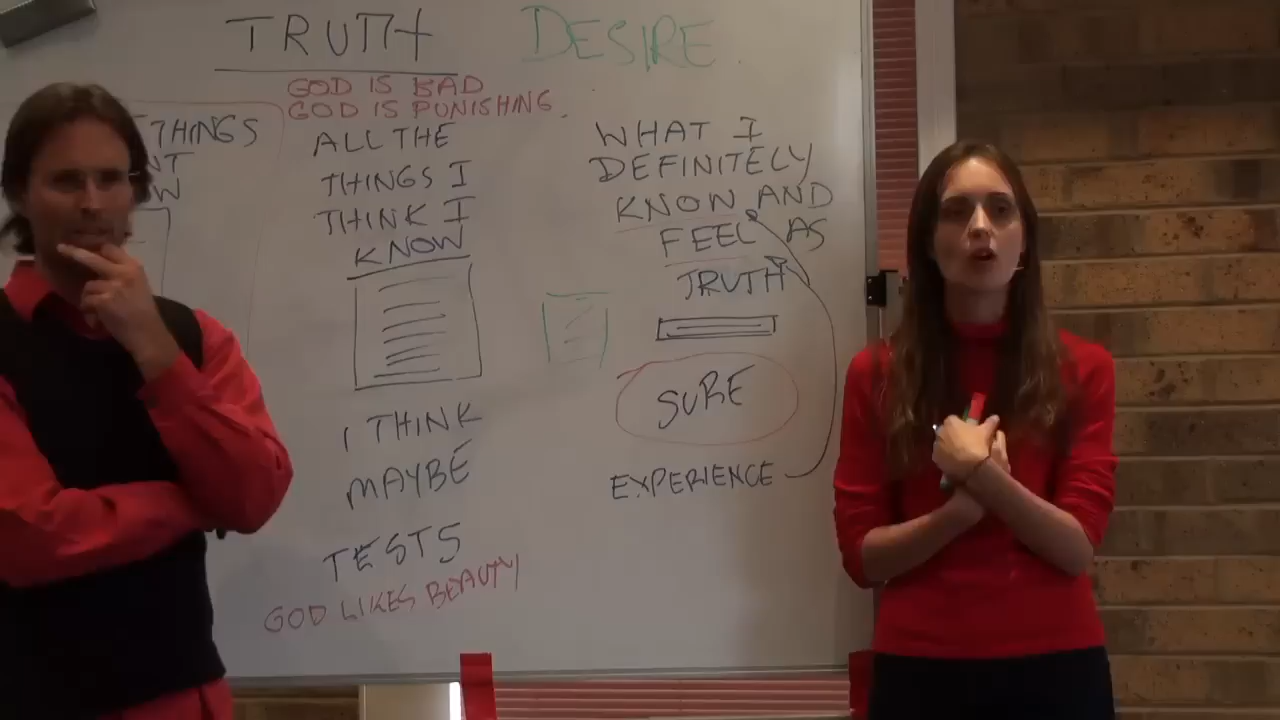 TRUTH
DESIRE
GOD IS BAD
GOD IS PUNISHING.
THINGS
ALL THE
THINGS I
THINK I
KNOW
I THINK
MAYBE
TESTS
GOD LIKES BEAUTY
WHAT I
DEFINITELY
KNOW AND
FEEL AS
TRUTH
SURE
EXPERIENCE